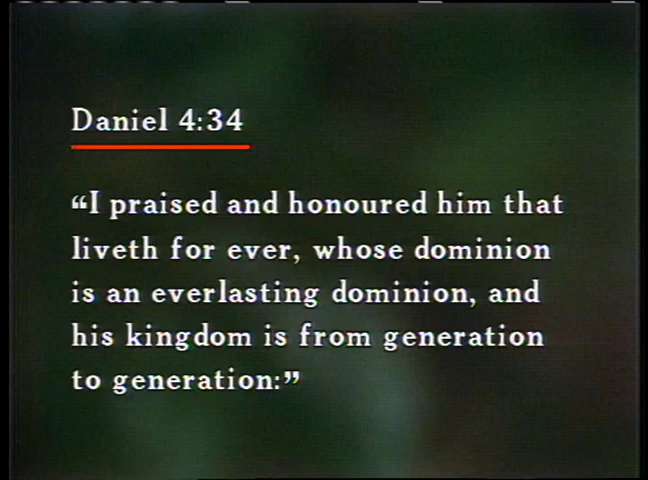 Daniel 4:34
“I praised and honoured him that
liveth for ever, whose dominion
is an everlasting dominion, and
his kingdom is from generation
to generation:”